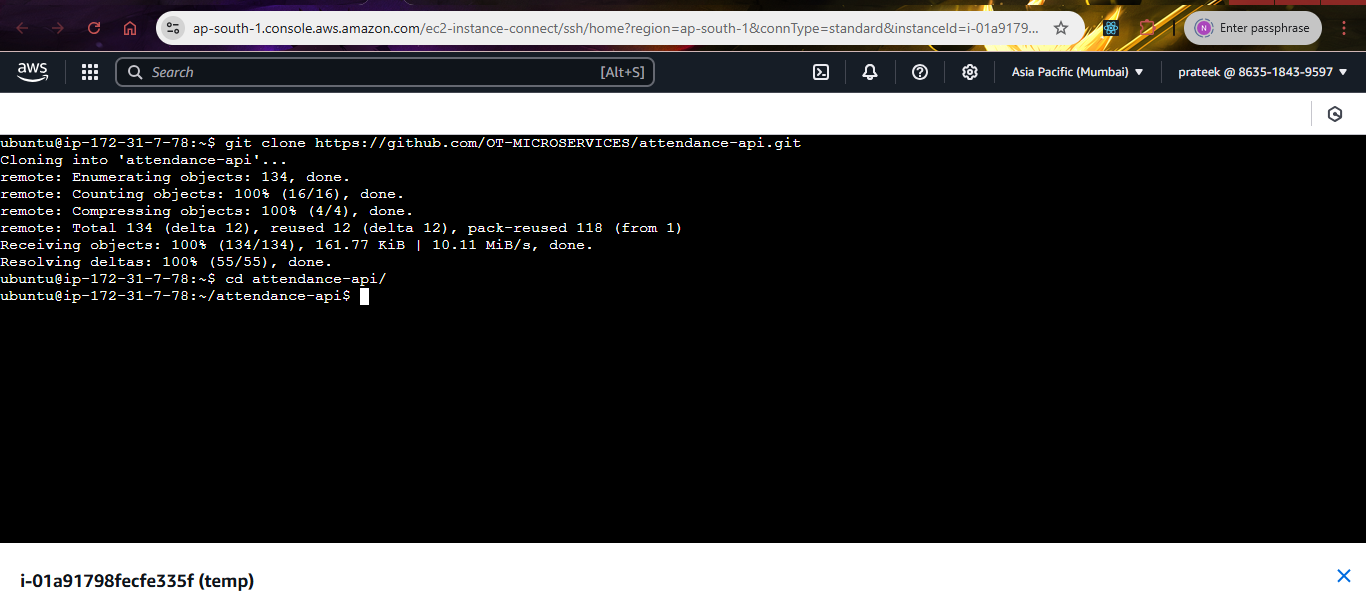 ap-south-1.console.aws.amazon.com/ec2-instance-connect/ssh/home?region=ap-south-1&connType=standard&instanceId=i-01a9179...
N Enter passphrase
aws Search [Alt+S] Asia Pacific (Mumbai) ▼ prateek @ 8635-1843-9597 ▼
ubuntu@ip-172-31-7-78:~$ git clone https://github.com/OT-MICROSERVICES/attendance-api.git
Cloning into 'attendance-api'...
remote: Enumerating objects: 134, done.
remote: Counting objects: 100% (16/16), done.
remote: Compressing objects: 100% (4/4), done.
remote: Total 134 (delta 12), reused 12 (delta 12), pack-reused 118 (from 1)
Receiving objects: 100% (134/134), 161.77 KiB | 10.11 MiB/s, done.
Resolving deltas: 100% (55/55), done.
ubuntu@ip-172-31-7-78:~$ cd attendance-api/
ubuntu@ip-172-31-7-78:~/attendance-api$
i-01a91798fecfe335f (temp)